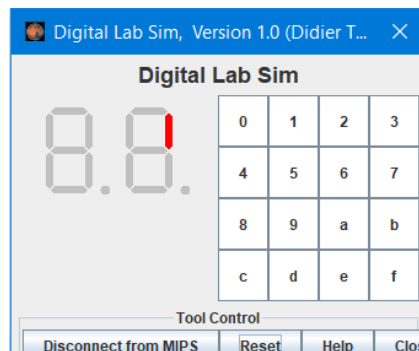 Digital Lab Sim, Version 1.0 (Didier T...
Digital Lab Sim
0 1 2 3
4 5 6 7
8 9 a b
c d e f
Tool Control
Disconnect from MIPS Reset Help Clo